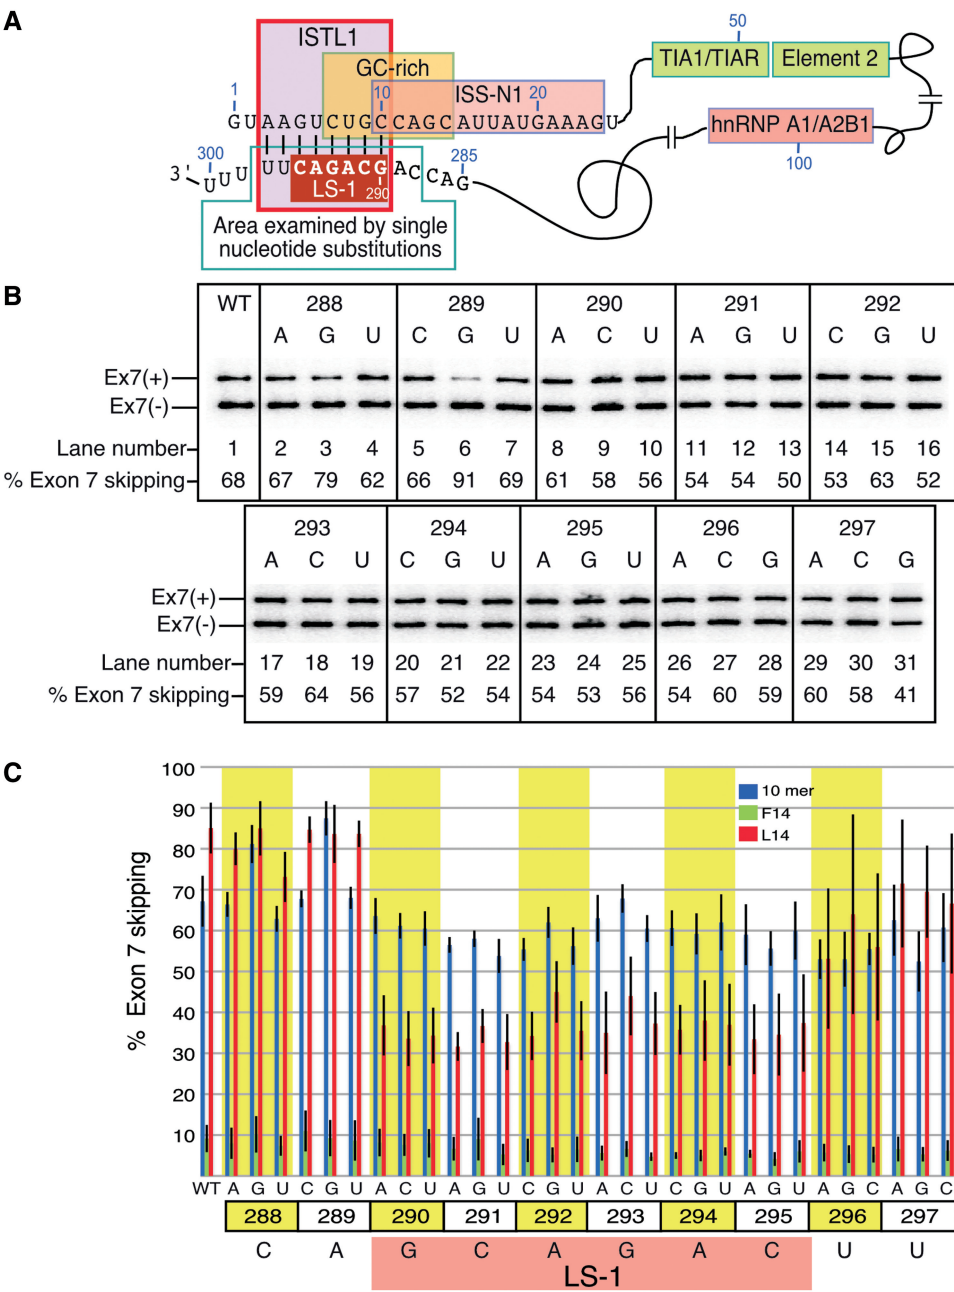 A
ISTL1
GC-rich
ISS-N1
1 10 20 50
GUAAGUCUGCCAGCAUUAUGAAAGU
TIA1/TIAR Element 2
hnRNP A1/A2B1
100
300 285
3' UUU UUCAGACGACCAG
LS-1 290
Area examined by single
nucleotide substitutions
B
WT 288 289 290 291 292
A G U C G U A C U A G U C G U
Ex7(+)
Ex7(-)
Lane number 1 2 3 4 5 6 7 8 9 10 11 12 13 14 15 16
% Exon 7 skipping 68 67 79 62 66 91 69 61 58 56 54 54 50 53 63 52
293 294 295 296 297
A C U C G U A G U A C G A C G
Ex7(+)
Ex7(-)
Lane number 17 18 19 20 21 22 23 24 25 26 27 28 29 30 31
% Exon 7 skipping 59 64 56 57 52 54 54 53 56 54 60 59 60 58 41
C
% Exon 7 skipping
100
90
80
70
60
50
40
30
20
10
10 mer
F14
L14
WT A G U C G U A C U A G U C G U A C U C G U A G U A G C A G C
288 289 290 291 292 293 294 295 296 297
C A G C A G A C U U
LS-1